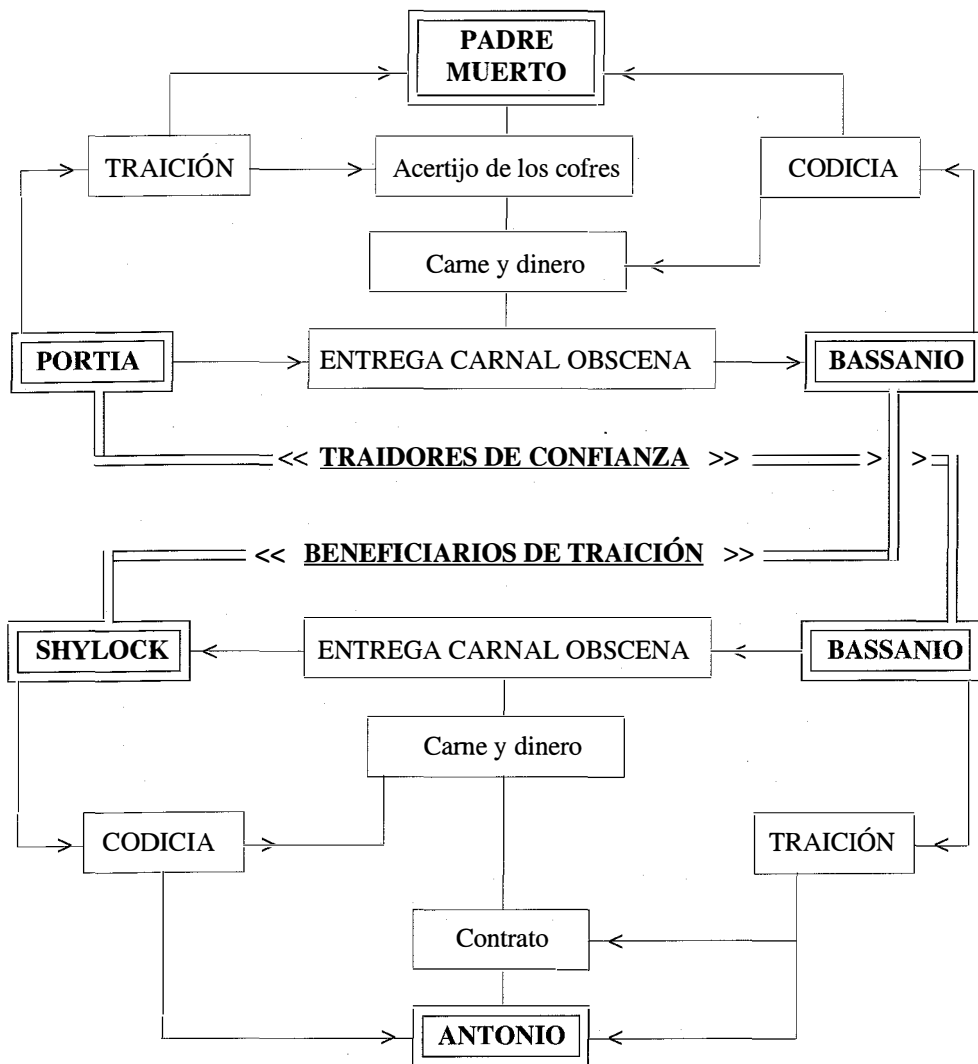 PADRE
MUERTO
TRAICIÓN
Acertijo de los cofres
CODICIA
Carne y dinero
PORTIA
ENTREGA CARNAL OBSCENA
BASSANIO
<< TRAIDORES DE CONFIANZA >>
<< BENEFICIARIOS DE TRAICIÓN >>
SHYLOCK
ENTREGA CARNAL OBSCENA
BASSANIO
Carne y dinero
CODICIA
TRAICIÓN
Contrato
ANTONIO